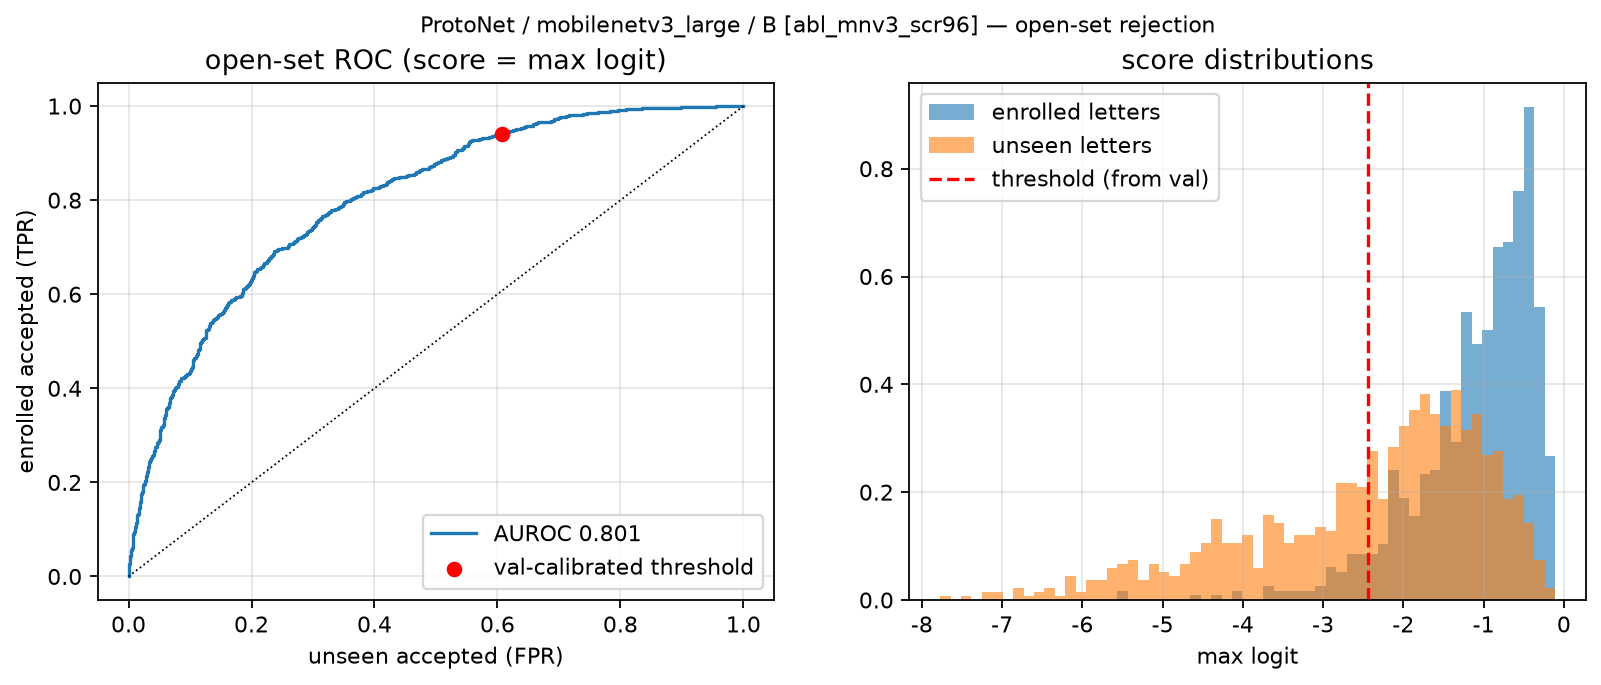 ProtoNet / mobilenetv3_large / B [abl_mnv3_scr96] — open-set rejection
open-set ROC (score = max logit)
1.0
0.8
0.6
0.4
0.2
0.0
enrolled accepted (TPR)
AUROC 0.801
val-calibrated threshold
0.0 0.2 0.4 0.6 0.8 1.0
unseen accepted (FPR)
score distributions
enrolled letters
unseen letters
threshold (from val)
0.8
0.6
0.4
0.2
0.0
-8 -7 -6 -5 -4 -3 -2 -1 0
max logit